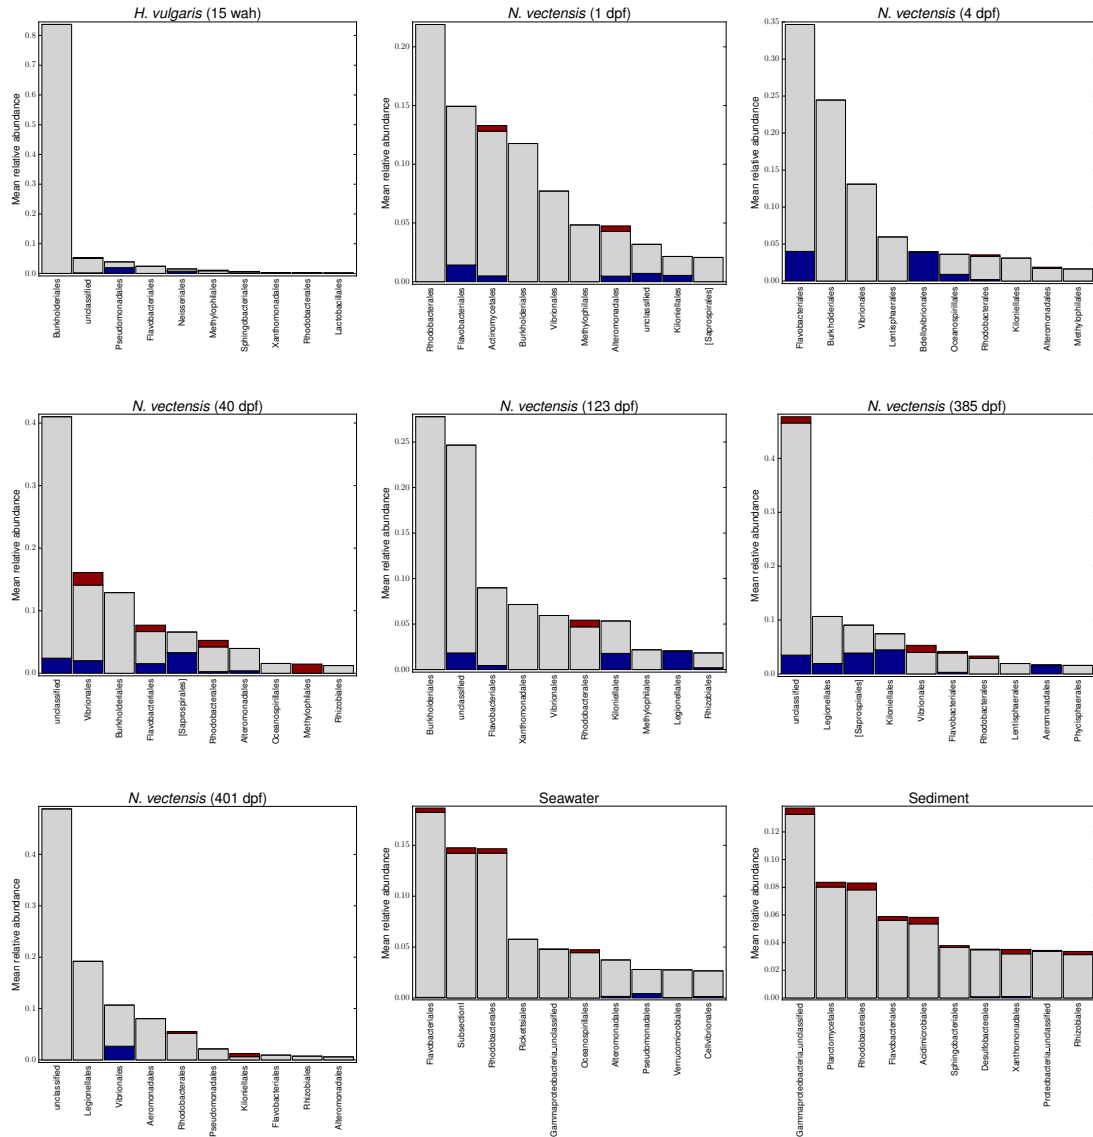 H. vulgaris (15 wah)
Mean relative abundance
0.8
0.7
0.6
0.5
0.4
0.3
0.2
0.1
0.0
Burkholderiales
unclassified
Pseudomonadales
Flavobacteriales
Neisseriales
Methylophilales
Sphingobacteriales
Xanthomonadales
Rhodobacterales
Lactobacillales
N. vectensis (1 dpf)
Mean relative abundance
0.20
0.15
0.10
0.05
0.00
Rhodobacterales
Flavobacteriales
Actinomycetales
Burkholderiales
Vibrionales
Methylophilales
Alteromonadales
unclassified
Kiloniellales
[Saprospirales]
N. vectensis (4 dpf)
Mean relative abundance
0.35
0.30
0.25
0.20
0.15
0.10
0.05
0.00
Flavobacteriales
Burkholderiales
Vibrionales
Lentisphaerales
Bdellovibrionales
Oceanospirillales
Rhodobacterales
Kiloniellales
Alteromonadales
Methylophilales
N. vectensis (40 dpf)
Mean relative abundance
0.4
0.3
0.2
0.1
0.0
unclassified
Vibrionales
Burkholderiales
Flavobacteriales
[Saprospirales]
Rhodobacterales
Alteromonadales
Oceanospirillales
Methylophilales
Rhizobiales
N. vectensis (123 dpf)
Mean relative abundance
0.25
0.20
0.15
0.10
0.05
0.00
Burkholderiales
unclassified
Flavobacteriales
Xanthomonadales
Vibrionales
Rhodobacterales
Kiloniellales
Methylophilales
Legionellales
Rhizobiales
N. vectensis (385 dpf)
Mean relative abundance
0.4
0.3
0.2
0.1
0.0
unclassified
Legionellales
[Saprospirales]
Kiloniellales
Vibrionales
Flavobacteriales
Rhodobacterales
Lentisphaerales
Aeromonadales
Phycisphaerales
N. vectensis (401 dpf)
Mean relative abundance
0.4
0.3
0.2
0.1
0.0
unclassified
Legionellales
Vibrionales
Aeromonadales
Rhodobacterales
Pseudomonadales
Kiloniellales
Flavobacteriales
Rhizobiales
Alteromonadales
Seawater
Mean relative abundance
0.15
0.10
0.05
0.00
Flavobacteriales
SubsectionI
Rhodobacterales
Rickettsiales
Gammaproteobacteria_unclassified
Oceanospirillales
Alteromonadales
Pseudomonadales
Verrucomicrobiales
Cellvibrionales
Sediment
Mean relative abundance
0.12
0.10
0.08
0.06
0.04
0.02
0.00
Gammaproteobacteria_unclassified
Planctomycetales
Rhodobacterales
Flavobacteriales
Acidimicrobiales
Sphingobacteriales
Desulfobacterales
Xanthomonadales
Proteobacteria_unclassified
Rhizobiales